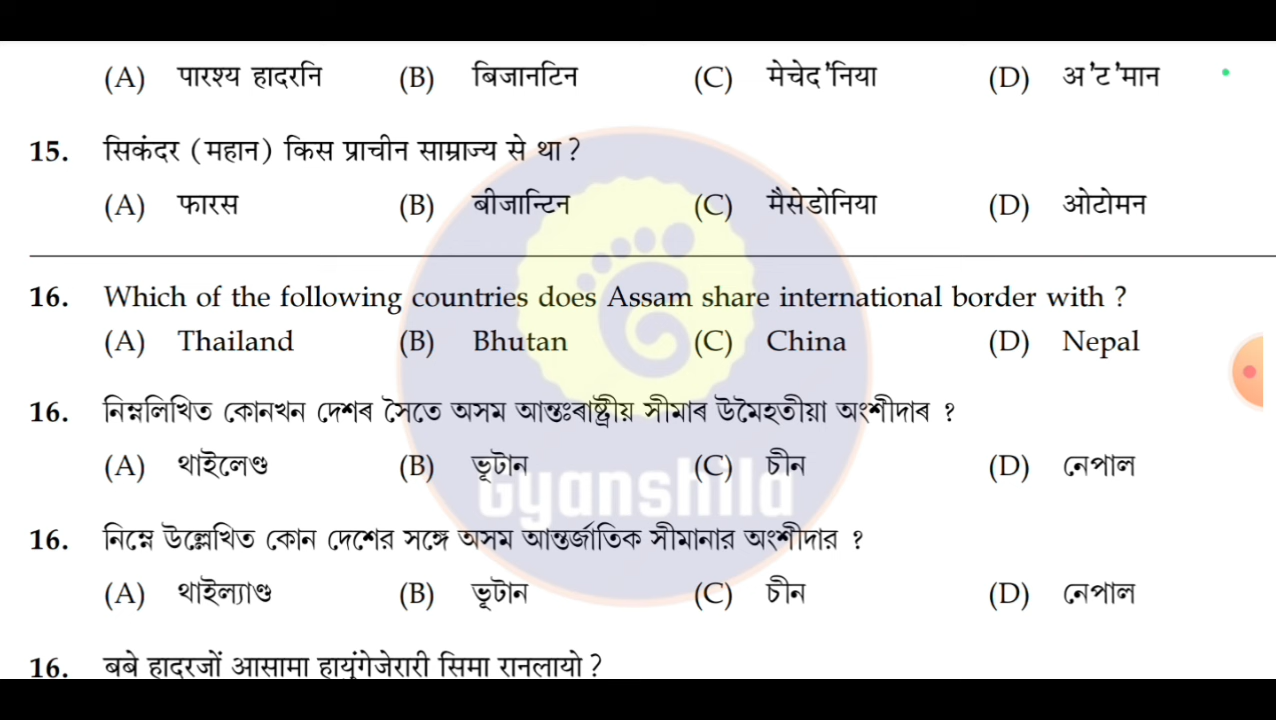 (A) पारश्य हादरनि (B) बिजानटिन (C) मेचेद'निया (D) अ'ट'मान
15. सिकंदर (महान) किस प्राचीन साम्राज्य से था ?
(A) फारस (B) बीजान्टिन (C) मैसेडोनिया (D) ओटोमन
16. Which of the following countries does Assam share international border with ?
(A) Thailand (B) Bhutan (C) China (D) Nepal
16. নিম্নলিখিত কোনখন দেশৰ সৈতে অসম আন্তঃৰাষ্ট্ৰীয় সীমাৰ উমৈহতীয়া অংশীদাৰ ?
(A) থাইলেণ্ড (B) ভূটান (C) চীন (D) নেপাল
Gyanshila
16. নিম্নে উল্লেখিত কোন দেশের সঙ্গে অসম আন্তর্জাতিক সীমানার অংশীদার ?
(A) থাইল্যাণ্ড (B) ভূটান (C) চীন (D) নেপাল
16. बबे हादरजों आसामा हायुंगेजेरारी सिमा रानलायो ?